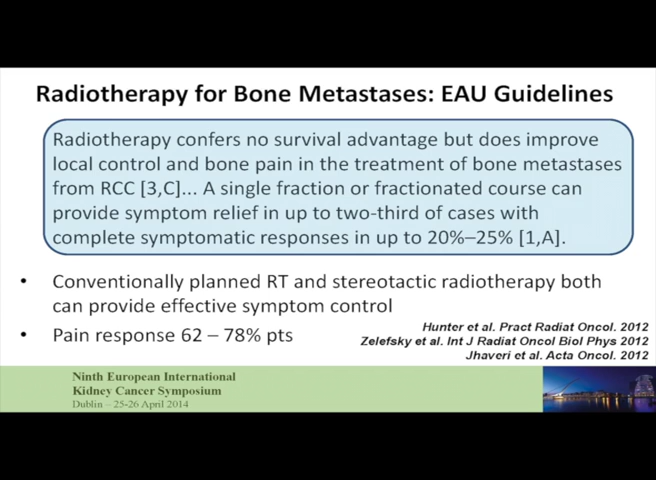 Radiotherapy for Bone Metastases: EAU Guidelines
Radiotherapy confers no survival advantage but does improve
local control and bone pain in the treatment of bone metastases
from RCC [3,C]... A single fraction or fractionated course can
provide symptom relief in up to two-third of cases with
complete symptomatic responses in up to 20%–25% [1,A].
• Conventionally planned RT and stereotactic radiotherapy both
can provide effective symptom control
• Pain response 62 – 78% pts
Hunter et al. Pract Radiat Oncol. 2012
Zelefsky et al. Int J Radiat Oncol Biol Phys 2012
Jhaveri et al. Acta Oncol. 2012
Ninth European International
Kidney Cancer Symposium
Dublin – 25-26 April 2014